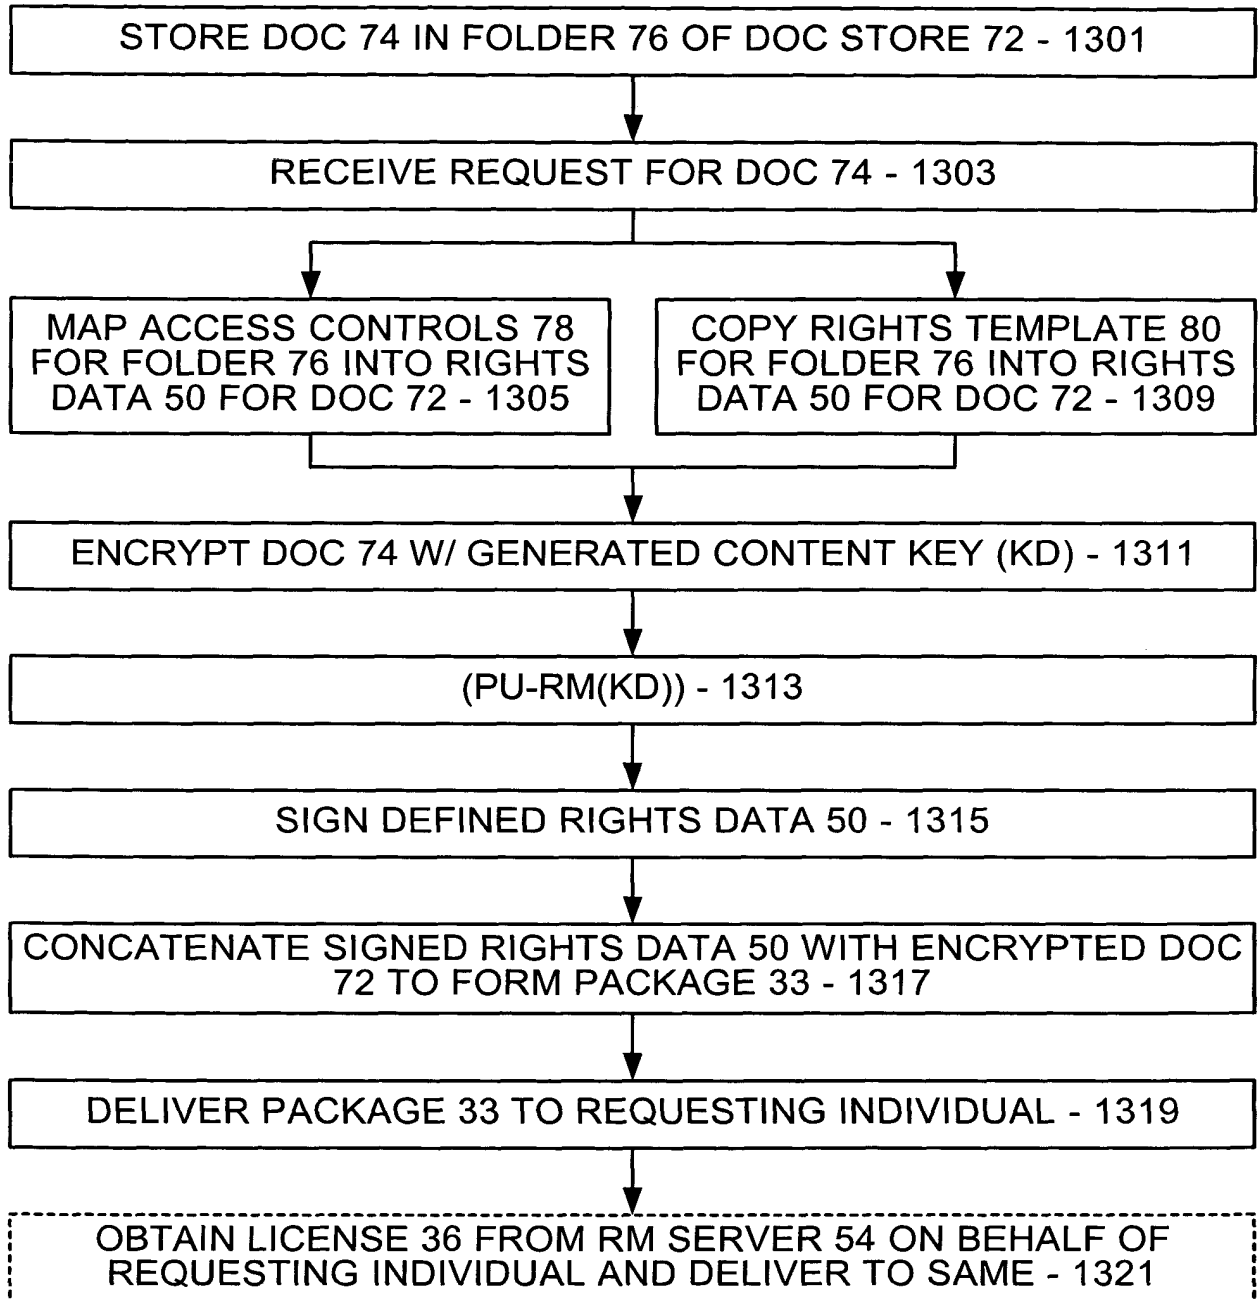 STORE DOC 74 IN FOLDER 76 OF DOC STORE 72 - 1301
RECEIVE REQUEST FOR DOC 74 - 1303
MAP ACCESS CONTROLS 78
FOR FOLDER 76 INTO RIGHTS
DATA 50 FOR DOC 72 - 1305
COPY RIGHTS TEMPLATE 80
FOR FOLDER 76 INTO RIGHTS
DATA 50 FOR DOC 72 - 1309
ENCRYPT DOC 74 W/ GENERATED CONTENT KEY (KD) - 1311
(PU-RM(KD)) - 1313
SIGN DEFINED RIGHTS DATA 50 - 1315
CONCATENATE SIGNED RIGHTS DATA 50 WITH ENCRYPTED DOC
72 TO FORM PACKAGE 33 - 1317
DELIVER PACKAGE 33 TO REQUESTING INDIVIDUAL - 1319
OBTAIN LICENSE 36 FROM RM SERVER 54 ON BEHALF OF
REQUESTING INDIVIDUAL AND DELIVER TO SAME - 1321